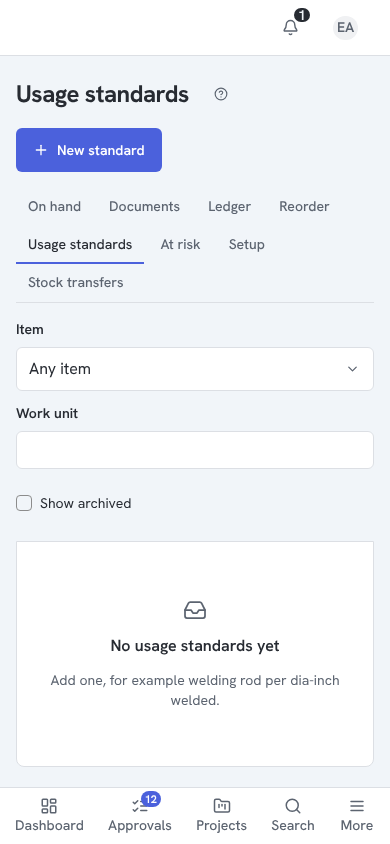 1
EA
Usage standards
New standard
On hand Documents Ledger Reorder
Usage standards At risk Setup
Stock transfers
Item
Any item
Work unit
Show archived
No usage standards yet
Add one, for example welding rod per dia-inch
welded.
12
Dashboard Approvals Projects Search More